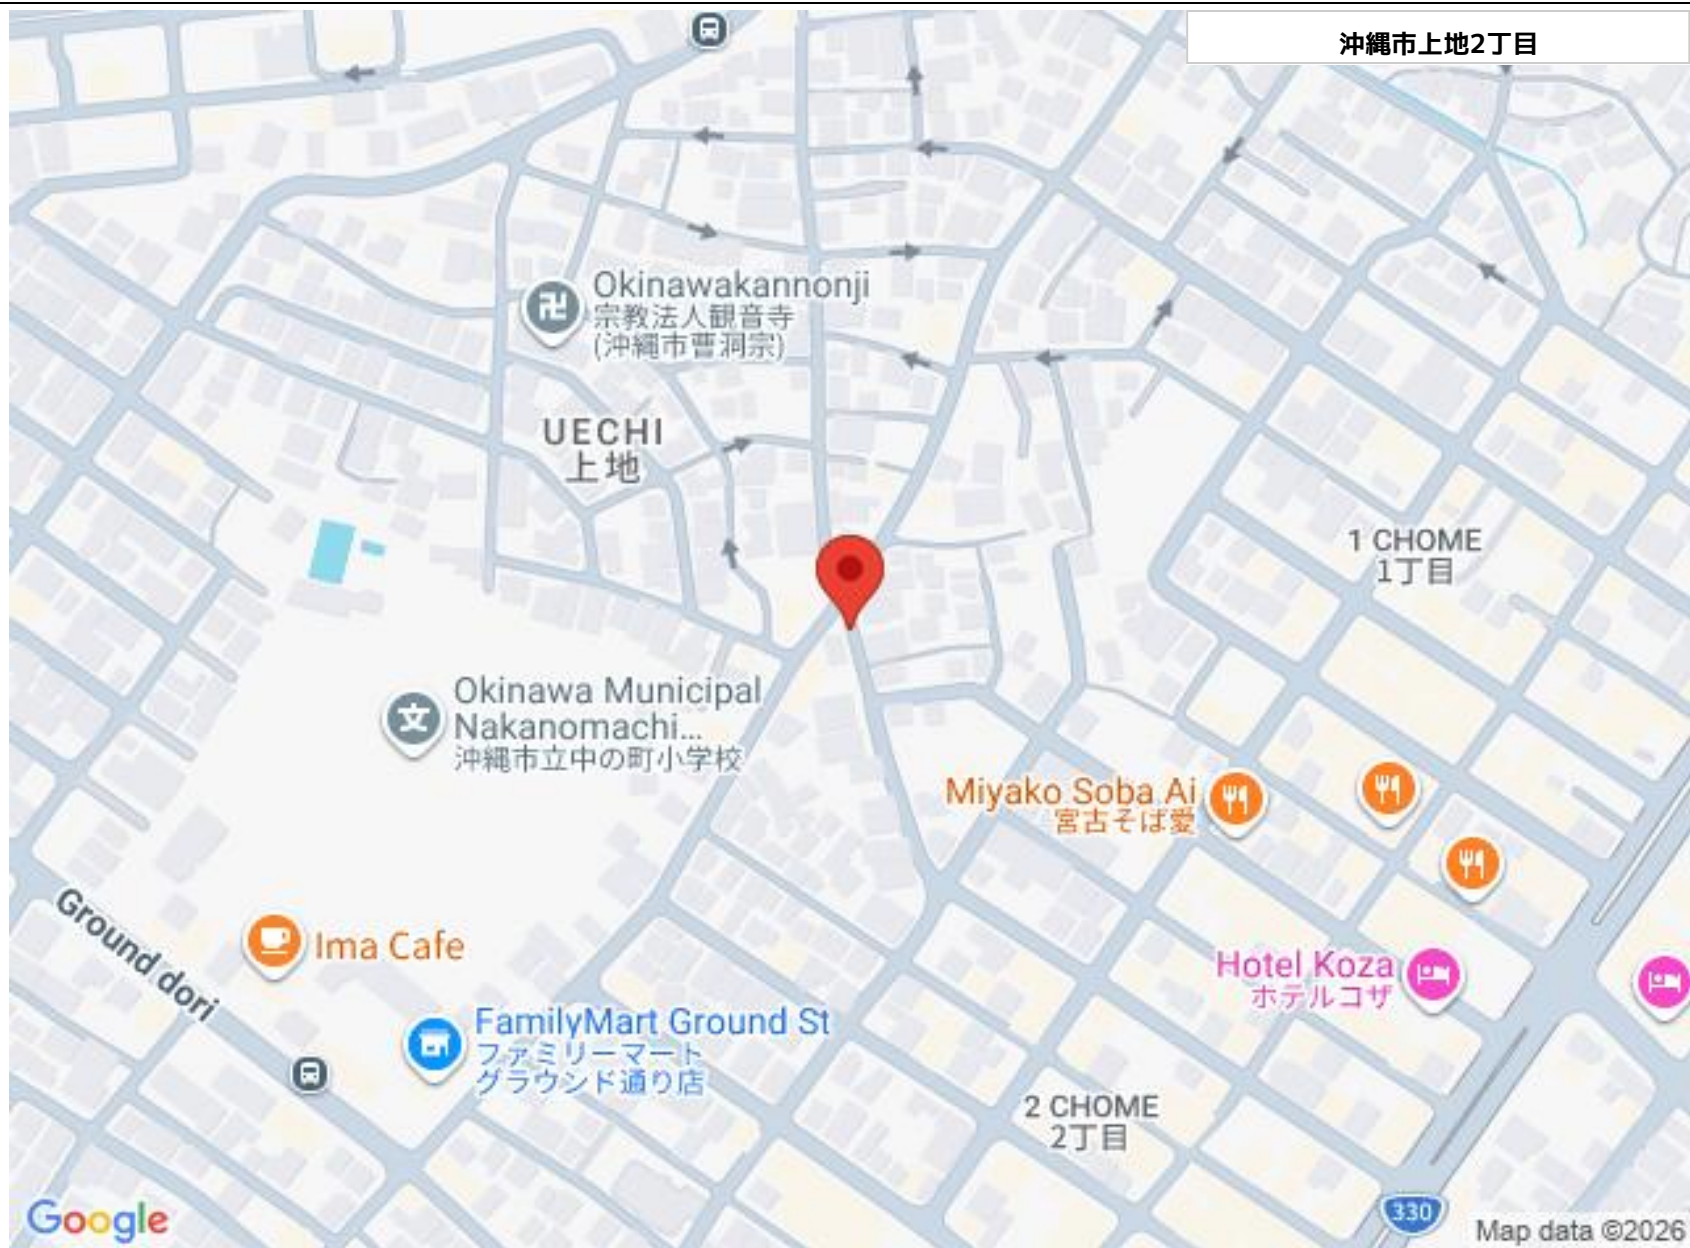 沖縄市上地2丁目
Okinawakannonji
宗教法人観音寺
(沖縄市曹洞宗)
UECHI
上地
1 CHOME
1丁目
Okinawa Municipal
Nakanomachi...
沖縄市立中の町小学校
文
Miyako Soba Ai
宮古そば愛
Ground dori
Ima Cafe
Hotel Koza
ホテルコザ
FamilyMart Ground St
ファミリーマート
グラウンド通り店
2 CHOME
2丁目
330
Google
Map data ©2026